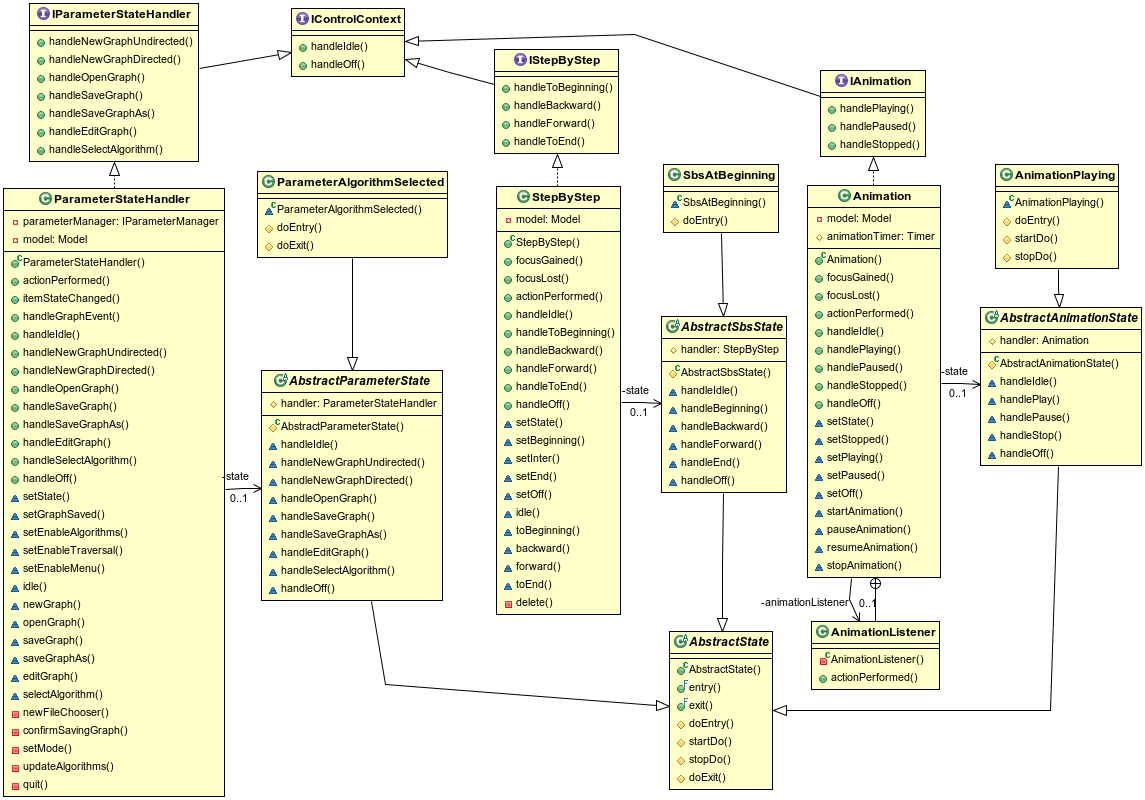 IParameterStateHandler
handleNewGraphUndirected()
handleNewGraphDirected()
handleOpenGraph()
handleSaveGraph()
handleSaveGraphAs()
handleEditGraph()
handleSelectAlgorithm()
IControlContext
handleIdle()
handleOff()
IStepByStep
handleToBeginning()
handleBackward()
handleForward()
handleToEnd()
IAnimation
handlePlaying()
handlePaused()
handleStopped()
ParameterStateHandler
parameterManager: IParameterManager
model: Model
ParameterStateHandler()
actionPerformed()
itemStateChanged()
handleGraphEvent()
handleIdle()
handleNewGraphUndirected()
handleNewGraphDirected()
handleOpenGraph()
handleSaveGraph()
handleSaveGraphAs()
handleEditGraph()
handleSelectAlgorithm()
handleOff()
setState()
setGraphSaved()
setEnableAlgorithms()
setEnableTraversal()
setEnableMenu()
idle()
newGraph()
openGraph()
saveGraph()
saveGraphAs()
editGraph()
selectAlgorithm()
newFileChooser()
confirmSavingGraph()
setMode()
updateAlgorithms()
quit()
-state
0..1
ParameterAlgorithmSelected
ParameterAlgorithmSelected()
doEntry()
doExit()
AbstractParameterState
handler: ParameterStateHandler
AbstractParameterState()
handleIdle()
handleNewGraphUndirected()
handleNewGraphDirected()
handleOpenGraph()
handleSaveGraph()
handleSaveGraphAs()
handleEditGraph()
handleSelectAlgorithm()
handleOff()
StepByStep
model: Model
StepByStep()
focusGained()
focusLost()
actionPerformed()
handleIdle()
handleToBeginning()
handleBackward()
handleForward()
handleToEnd()
handleOff()
setState()
setBeginning()
setInter()
setEnd()
setOff()
idle()
toBeginning()
backward()
forward()
toEnd()
delete()
-state
0..1
SbsAtBeginning
SbsAtBeginning()
doEntry()
AbstractSbsState
handler: StepByStep
AbstractSbsState()
handleIdle()
handleBeginning()
handleBackward()
handleForward()
handleEnd()
handleOff()
Animation
model: Model
animationTimer: Timer
Animation()
focusGained()
focusLost()
actionPerformed()
handleIdle()
handlePlaying()
handlePaused()
handleStopped()
handleOff()
setState()
setStopped()
setPlaying()
setPaused()
setOff()
startAnimation()
pauseAnimation()
resumeAnimation()
stopAnimation()
-state
0..1
AnimationPlaying
AnimationPlaying()
doEntry()
startDo()
stopDo()
AbstractAnimationState
handler: Animation
AbstractAnimationState()
handleIdle()
handlePlay()
handlePause()
handleStop()
handleOff()
-animationListener
0..1
AnimationListener
AnimationListener()
actionPerformed()
AbstractState
AbstractState()
entry()
exit()
doEntry()
startDo()
stopDo()
doExit()